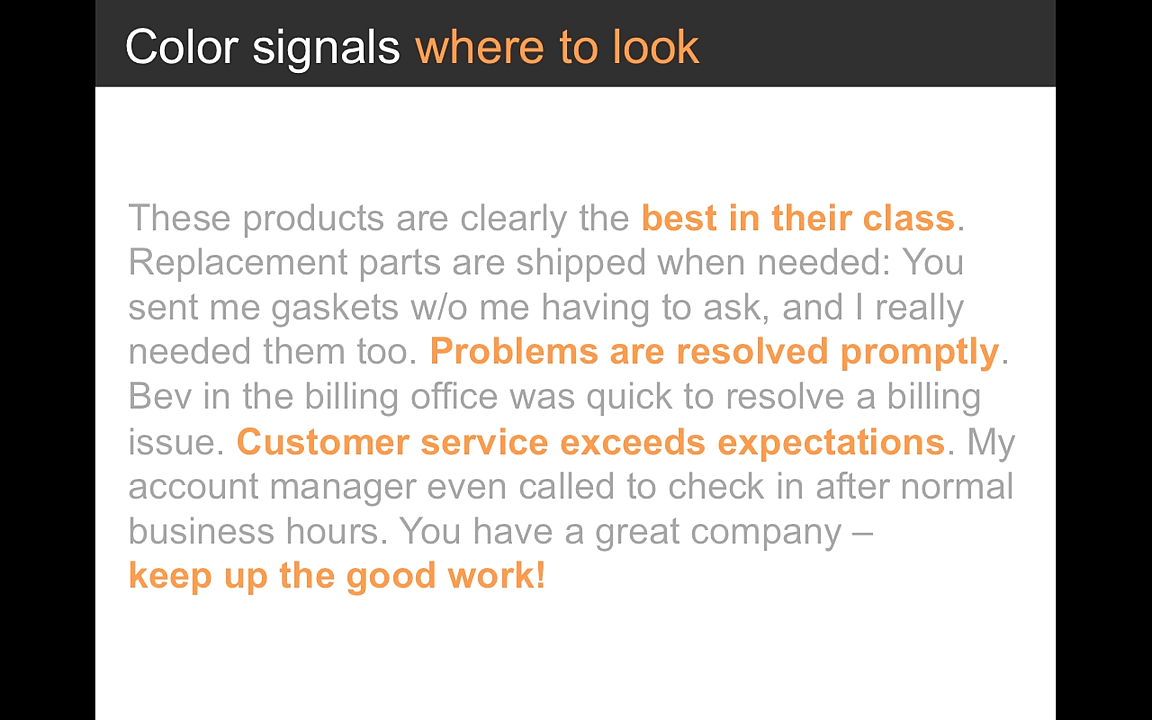 Color signals where to look
These products are clearly the best in their class.
Replacement parts are shipped when needed: You
sent me gaskets w/o me having to ask, and I really
needed them too. Problems are resolved promptly.
Bev in the billing office was quick to resolve a billing
issue. Customer service exceeds expectations. My
account manager even called to check in after normal
business hours. You have a great company –
keep up the good work!